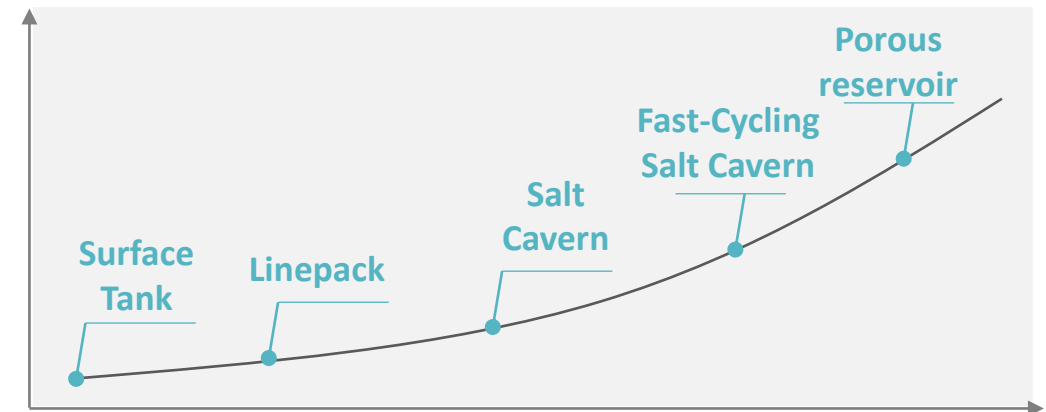 Porous
reservoir
Fast-Cycling
Salt Cavern
Salt
Cavern
Surface
Tank
Linepack